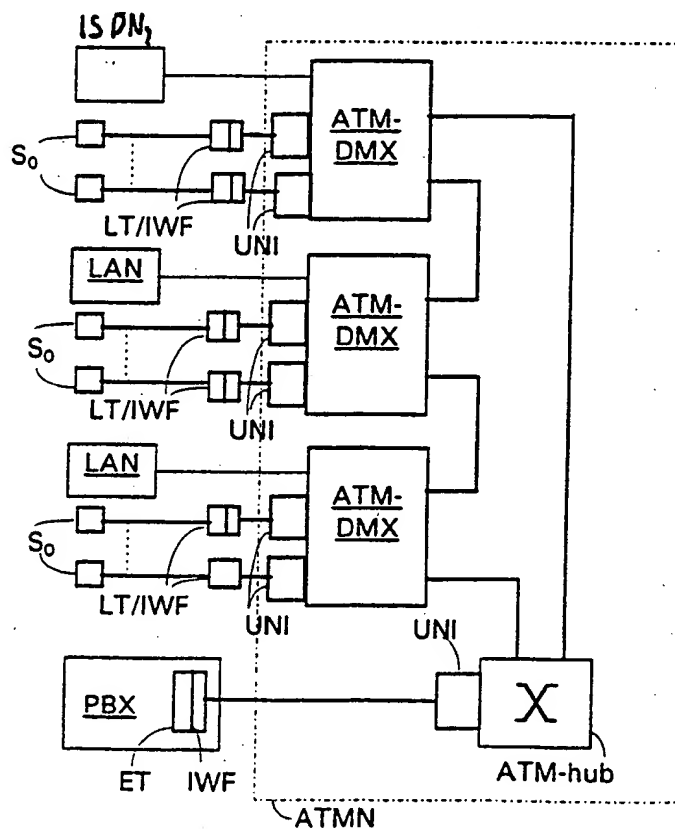 ISDN₂
ATM-
DMX
S₀
LT/IWF
UNI
LAN
ATM-
DMX
S₀
LT/IWF
UNI
LAN
ATM-
DMX
S₀
LT/IWF
UNI
UNI
PBX
ET
IWF
ATM-hub
ATMN